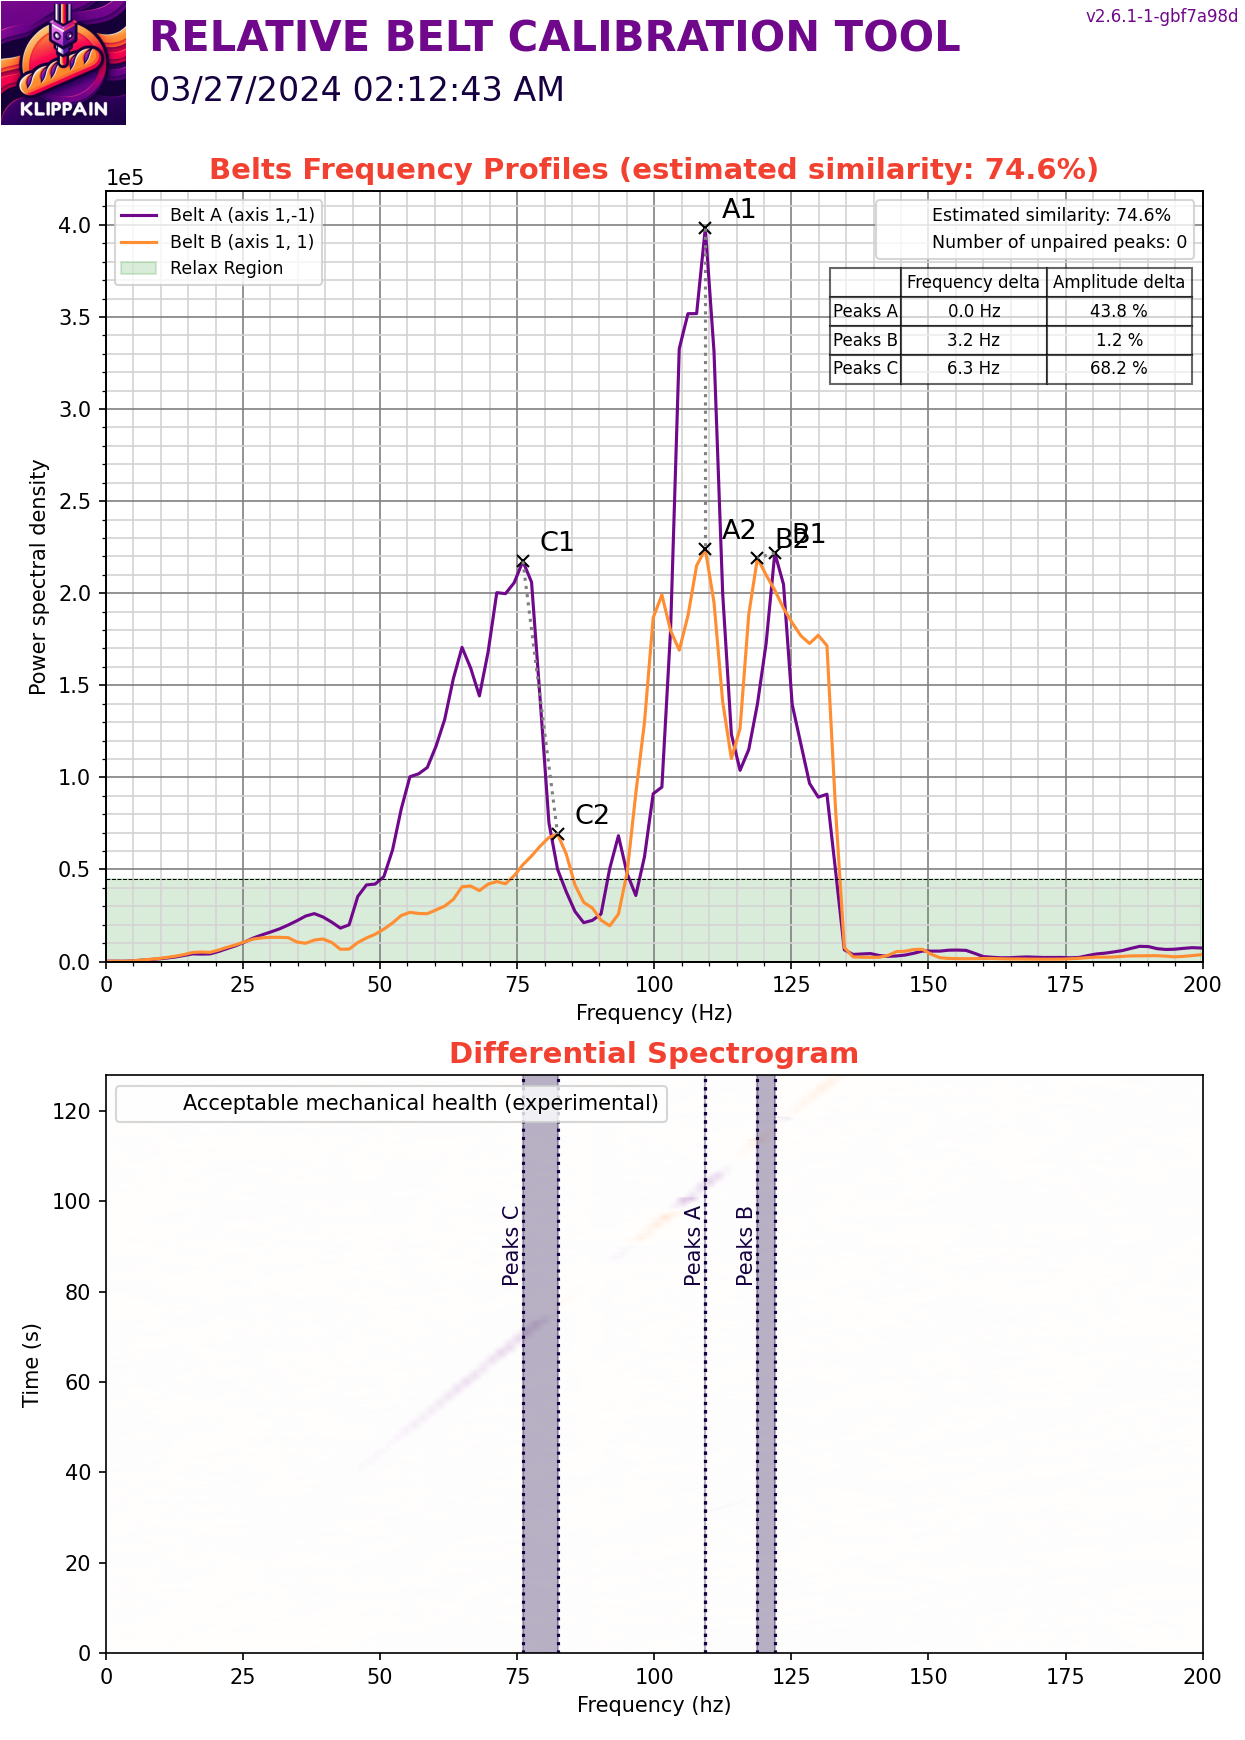 v2.6.1-1-gbf7a98d
RELATIVE BELT CALIBRATION TOOL
03/27/2024 02:12:43 AM
KLIPPAIN
Belts Frequency Profiles (estimated similarity: 74.6%)
1e5
Belt A (axis 1,-1)
Belt B (axis 1, 1)
Relax Region
Estimated similarity: 74.6%
Number of unpaired peaks: 0
Frequency delta Amplitude delta
Peaks A 0.0 Hz 43.8 %
Peaks B 3.2 Hz 1.2 %
Peaks C 6.3 Hz 68.2 %
A1
A2
B2
B1
C1
C2
Power spectral density
4.0
3.5
3.0
2.5
2.0
1.5
1.0
0.5
0.0
0 25 50 75 100 125 150 175 200
Frequency (Hz)
Differential Spectrogram
Acceptable mechanical health (experimental)
Peaks C
Peaks A
Peaks B
Time (s)
120
100
80
60
40
20
0
0 25 50 75 100 125 150 175 200
Frequency (hz)